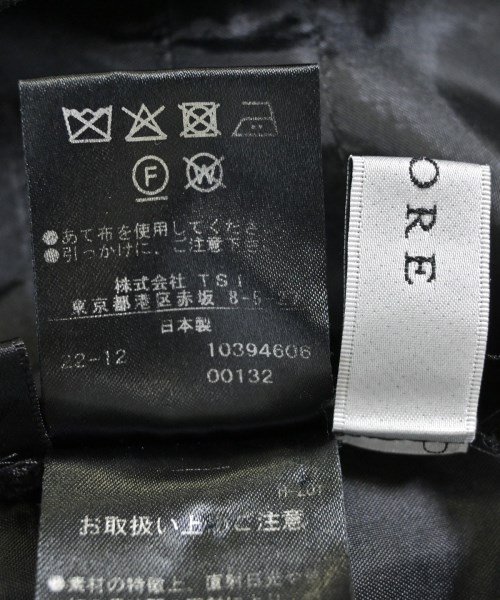 F
W
●あて布を使用してくださ
●引っかけに、ご注意下さ
株式会社 TSI
東京都港区赤坂 8-5-27
日本製
22-12 10394606
00132
ORE
お取扱い上のご注意
●素材の特徴上、直射日光や